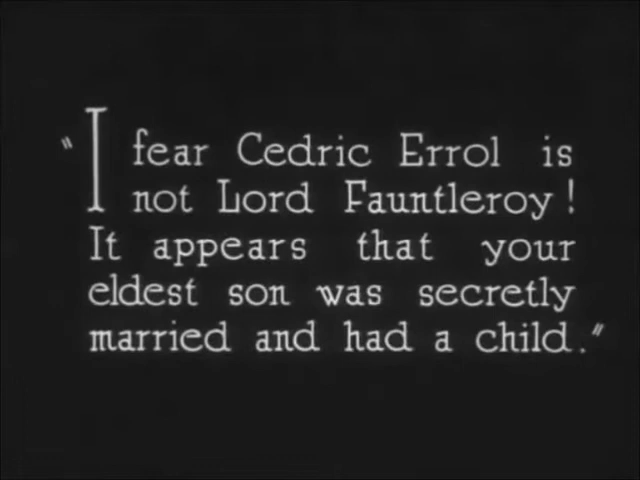 "I fear Cedric Errol is
not Lord Fauntleroy!
It appears that your
eldest son was secretly
married and had a child."